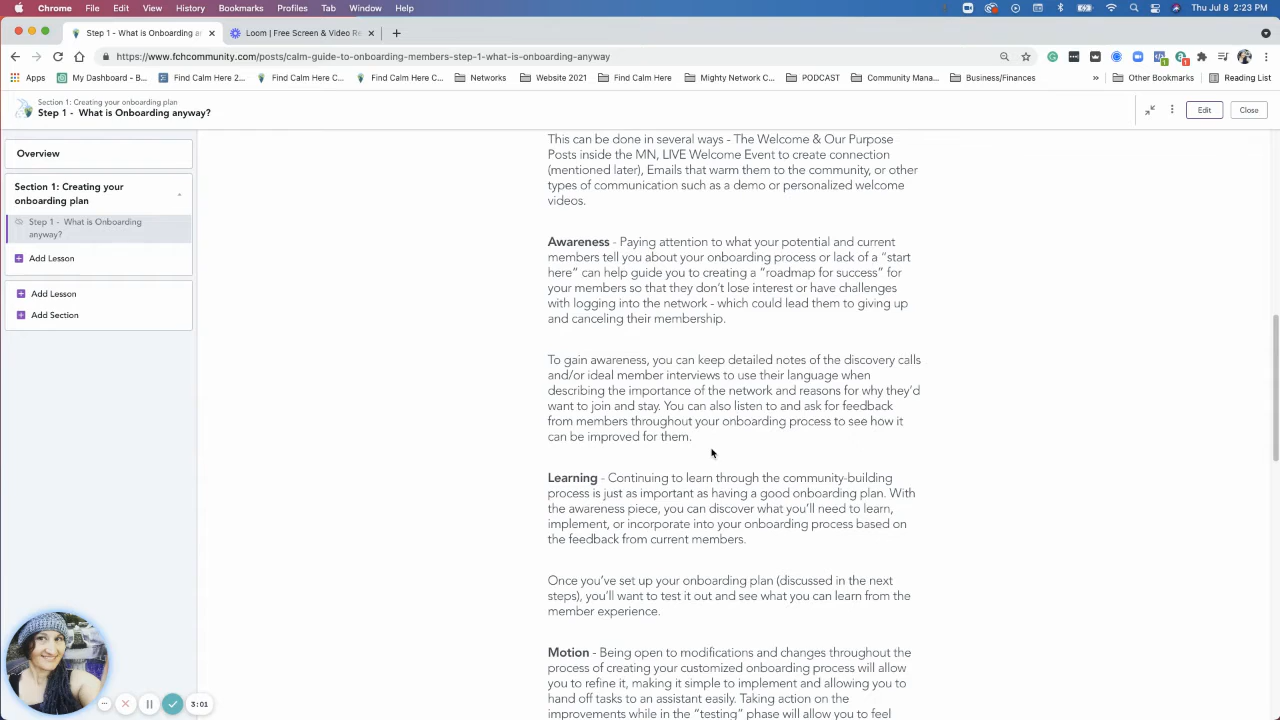 Chrome File Edit View History Bookmarks Profiles Tab Window Help
Thu Jul 8 2:23 PM
Step 1 - What is Onboarding an
Loom | Free Screen & Video Re
https://www.fchcommunity.com/posts/calm-guide-to-onboarding-members-step-1-what-is-onboarding-anyway
Apps My Dashboard - B... Find Calm Here 2... Find Calm Here C... Find Calm Here C... Networks Website 2021 Find Calm Here Mighty Network C... PODCAST Community Mana... Business/Finances » Other Bookmarks Reading List
Section 1: Creating your onboarding plan
Step 1 - What is Onboarding anyway?
Edit
Close
Overview
Section 1: Creating your
onboarding plan
Step 1 - What is Onboarding
anyway?
Add Lesson
Add Lesson
Add Section
This can be done in several ways - The Welcome & Our Purpose
Posts inside the MN, LIVE Welcome Event to create connection
(mentioned later), Emails that warm them to the community, or other
types of communication such as a demo or personalized welcome
videos.
Awareness - Paying attention to what your potential and current
members tell you about your onboarding process or lack of a “start
here” can help guide you to creating a “roadmap for success” for
your members so that they don’t lose interest or have challenges
with logging into the network - which could lead them to giving up
and canceling their membership.
To gain awareness, you can keep detailed notes of the discovery calls
and/or ideal member interviews to use their language when
describing the importance of the network and reasons for why they’d
want to join and stay. You can also listen to and ask for feedback
from members throughout your onboarding process to see how it
can be improved for them.
Learning - Continuing to learn through the community-building
process is just as important as having a good onboarding plan. With
the awareness piece, you can discover what you’ll need to learn,
implement, or incorporate into your onboarding process based on
the feedback from current members.
Once you’ve set up your onboarding plan (discussed in the next
steps), you’ll want to test it out and see what you can learn from the
member experience.
Motion - Being open to modifications and changes throughout the
process of creating your customized onboarding process will allow
you to refine it, making it simple to implement and allowing you to
hand off tasks to an assistant easily. Taking action on the
improvements while in the “testing” phase will allow you to feel
3:01